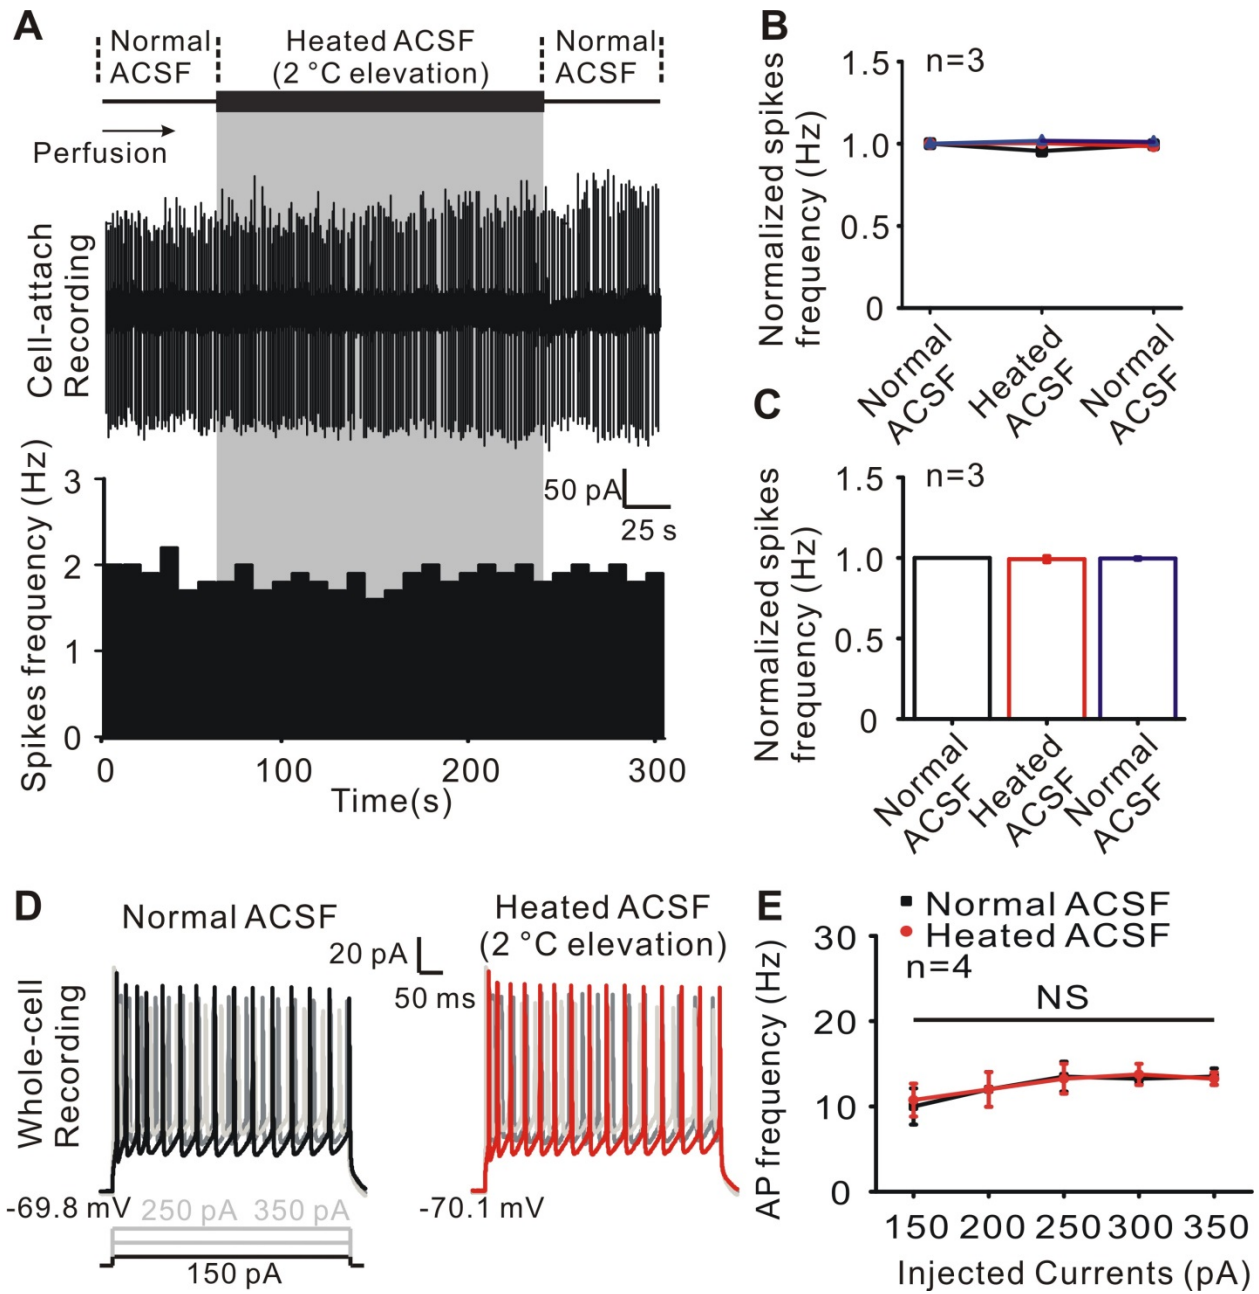 A
Normal
ACSF
Heated ACSF
(2 °C elevation)
Normal
ACSF
Perfusion
Cell-attach
Recording
50 pA
25 s
Spikes frequency (Hz)
3
2
1
0
0 100 200 300
Time(s)
B
n=3
Normalized spikes
frequency (Hz)
1.5
1.0
0.5
0
Normal
ACSF
Heated
ACSF
Normal
ACSF
C
n=3
Normalized spikes
frequency (Hz)
1.5
1.0
0.5
0
Normal
ACSF
Heated
ACSF
Normal
ACSF
D
Normal ACSF
Heated ACSF
(2 °C elevation)
20 pA
50 ms
Whole-cell
Recording
-69.8 mV
250 pA 350 pA
150 pA
-70.1 mV
E
Normal ACSF
Heated ACSF
n=4
NS
AP frequency (Hz)
30
20
10
0
150 200 250 300 350
Injected Currents (pA)